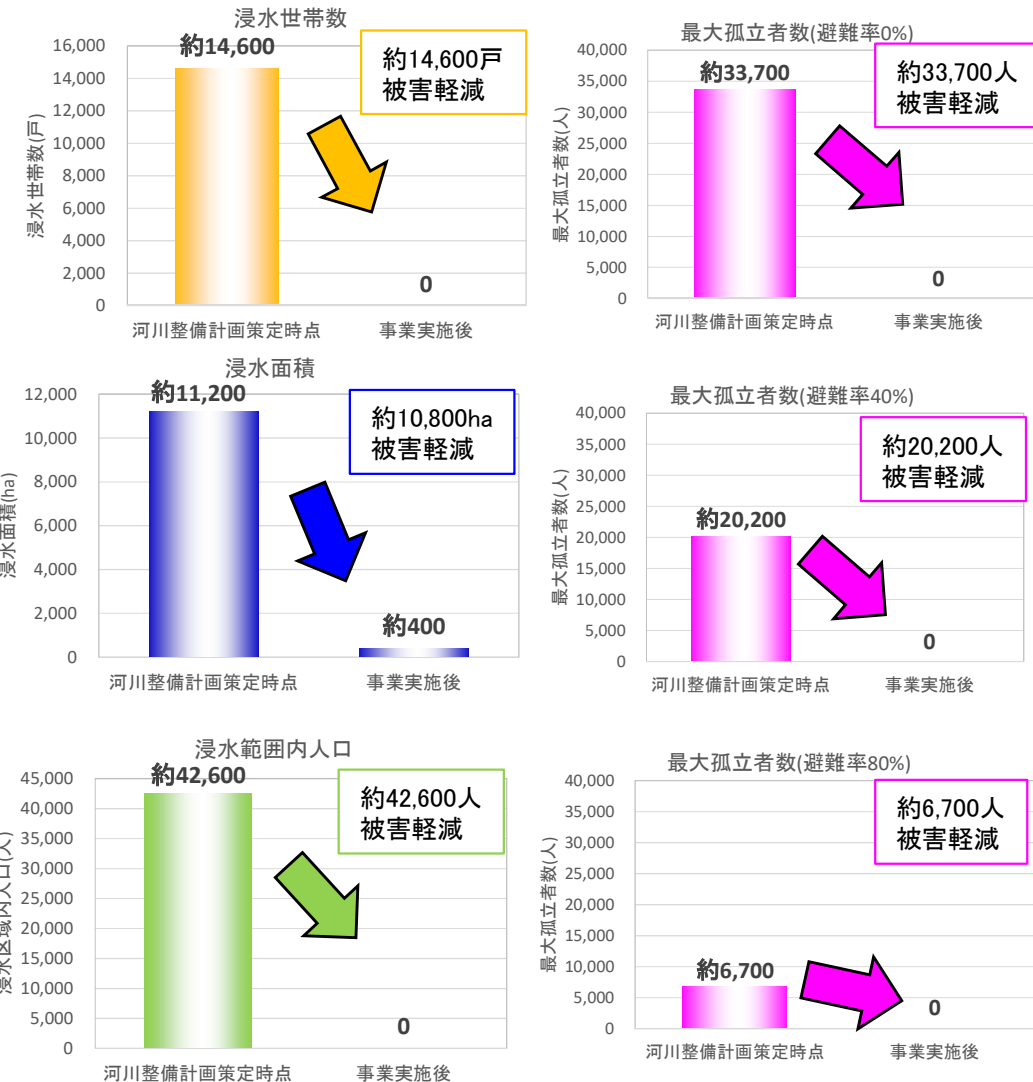 浸水世帯数
浸水世帯数(戸)
16,000
14,000
12,000
10,000
8,000
6,000
4,000
2,000
0
約14,600
0
約14,600戸
被害軽減
河川整備計画策定時点
事業実施後
最大孤立者数(避難率0%)
最大孤立者数(人)
40,000
35,000
30,000
25,000
20,000
15,000
10,000
5,000
0
約33,700
0
約33,700人
被害軽減
河川整備計画策定時点
事業実施後
浸水面積
浸水面積(ha)
12,000
10,000
8,000
6,000
4,000
2,000
0
約11,200
約400
約10,800ha
被害軽減
河川整備計画策定時点
事業実施後
最大孤立者数(避難率40%)
最大孤立者数(人)
40,000
35,000
30,000
25,000
20,000
15,000
10,000
5,000
0
約20,200
0
約20,200人
被害軽減
河川整備計画策定時点
事業実施後
浸水範囲内人口
浸水区域内人口(人)
45,000
40,000
35,000
30,000
25,000
20,000
15,000
10,000
5,000
0
約42,600
0
約42,600人
被害軽減
河川整備計画策定時点
事業実施後
最大孤立者数(避難率80%)
最大孤立者数(人)
40,000
35,000
30,000
25,000
20,000
15,000
10,000
5,000
0
約6,700
0
約6,700人
被害軽減
河川整備計画策定時点
事業実施後